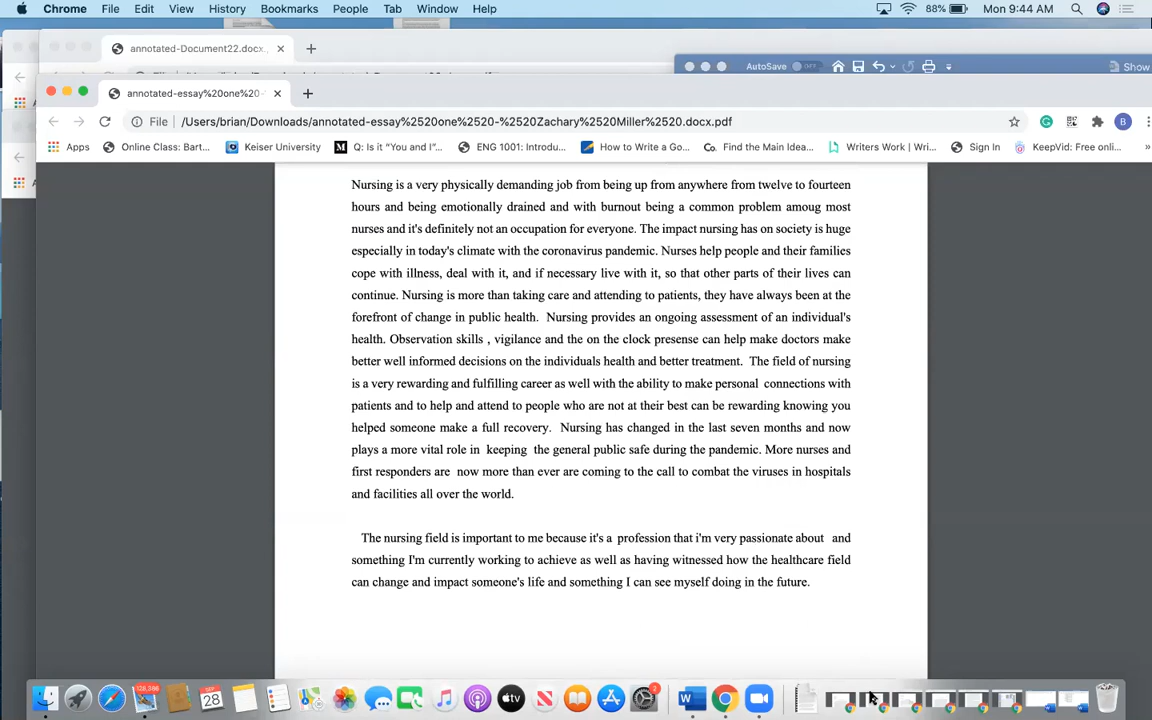 Chrome File Edit View History Bookmarks People Tab Window Help 88% Mon 9:44 AM
annotated-Document22.docx.
AutoSave OFF Show
annotated-essay%20one%20-
File /Users/brian/Downloads/annotated-essay%2520one%2520-%2520Zachary%2520Miller%2520.docx.pdf B
Apps Online Class: Bart... Keiser University M Q: Is it "You and I"... ENG 1001: Introdu... How to Write a Go... Co. Find the Main Idea... Writers Work | Wri... Sign In KeepVid: Free onli... »
Nursing is a very physically demanding job from being up from anywhere from twelve to fourteen
hours and being emotionally drained and with burnout being a common problem amoug most
nurses and it's definitely not an occupation for everyone. The impact nursing has on society is huge
especially in today's climate with the coronavirus pandemic. Nurses help people and their families
cope with illness, deal with it, and if necessary live with it, so that other parts of their lives can
continue. Nursing is more than taking care and attending to patients, they have always been at the
forefront of change in public health. Nursing provides an ongoing assessment of an individual's
health. Observation skills , vigilance and the on the clock presense can help make doctors make
better well informed decisions on the individuals health and better treatment. The field of nursing
is a very rewarding and fulfilling career as well with the ability to make personal connections with
patients and to help and attend to people who are not at their best can be rewarding knowing you
helped someone make a full recovery. Nursing has changed in the last seven months and now
plays a more vital role in keeping the general public safe during the pandemic. More nurses and
first responders are now more than ever are coming to the call to combat the viruses in hospitals
and facilities all over the world.
The nursing field is important to me because it's a profession that i'm very passionate about and
something I'm currently working to achieve as well as having witnessed how the healthcare field
can change and impact someone's life and something I can see myself doing in the future.
SEP
28
tv
2